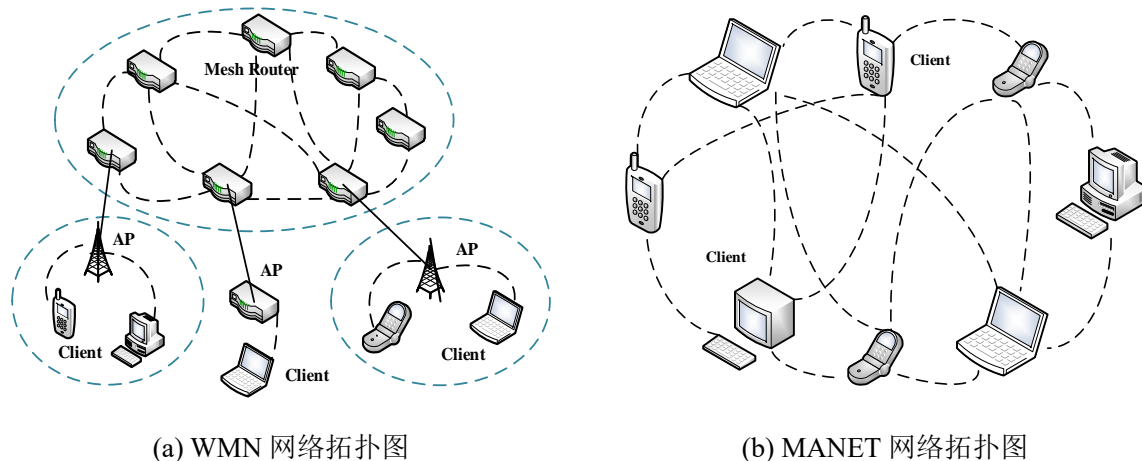 Mesh Router
Client
AP
AP
AP
Client
Client
Client
Client
(a) WMN 网络拓扑图
(b) MANET 网络拓扑图